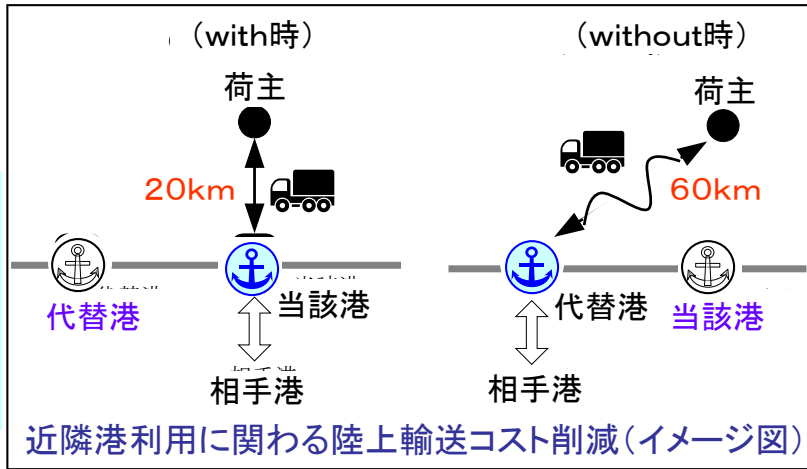 （with時）
荷主
20km
代替港
当該港
相手港
（without時）
荷主
60km
代替港
当該港
相手港
近隣港利用に関わる陸上輸送コスト削減（イメージ図）